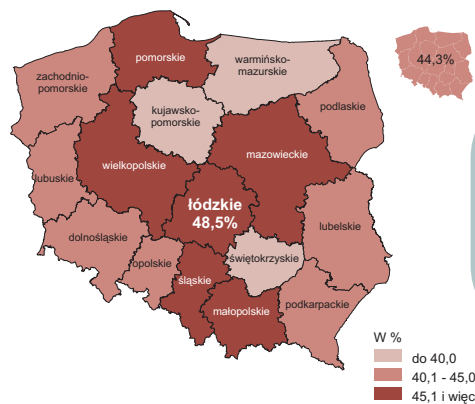 pomorskie
warmińsko-
mazurskie
44,3%
zachodnio-
pomorskie
kujawsko-
pomorskie
podlaskie
wielkopolskie
mazowieckie
lubuskie
łódzkie
48,5%
lubelskie
dolnośląskie
opolskie
świętokrzyskie
śląskie
małopolskie
podkarpackie
W %
do 40,0
40,1 - 45,0
45,1 i więc